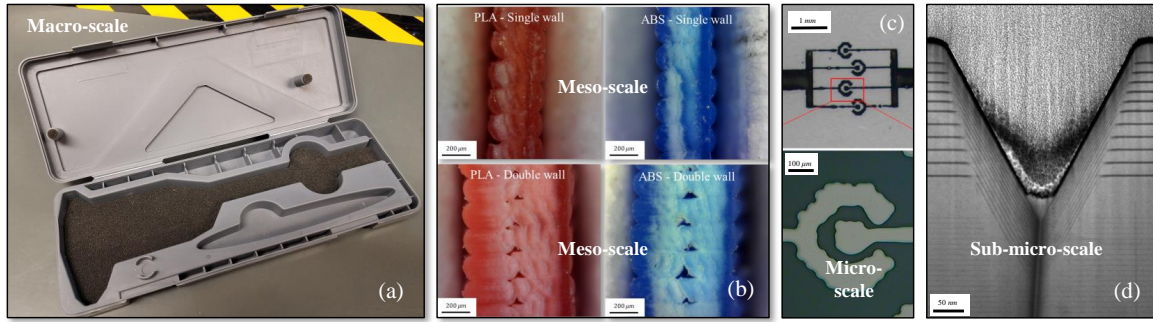 Macro-scale
(a)
PLA - Single wall
ABS - Single wall
Meso-scale
200 μm
200 μm
PLA - Double wall
ABS - Double wall
Meso-scale
200 μm
200 μm
(b)
(c)
1 mm
100 μm
Micro-
scale
Sub-micro-scale
50 nm
(d)